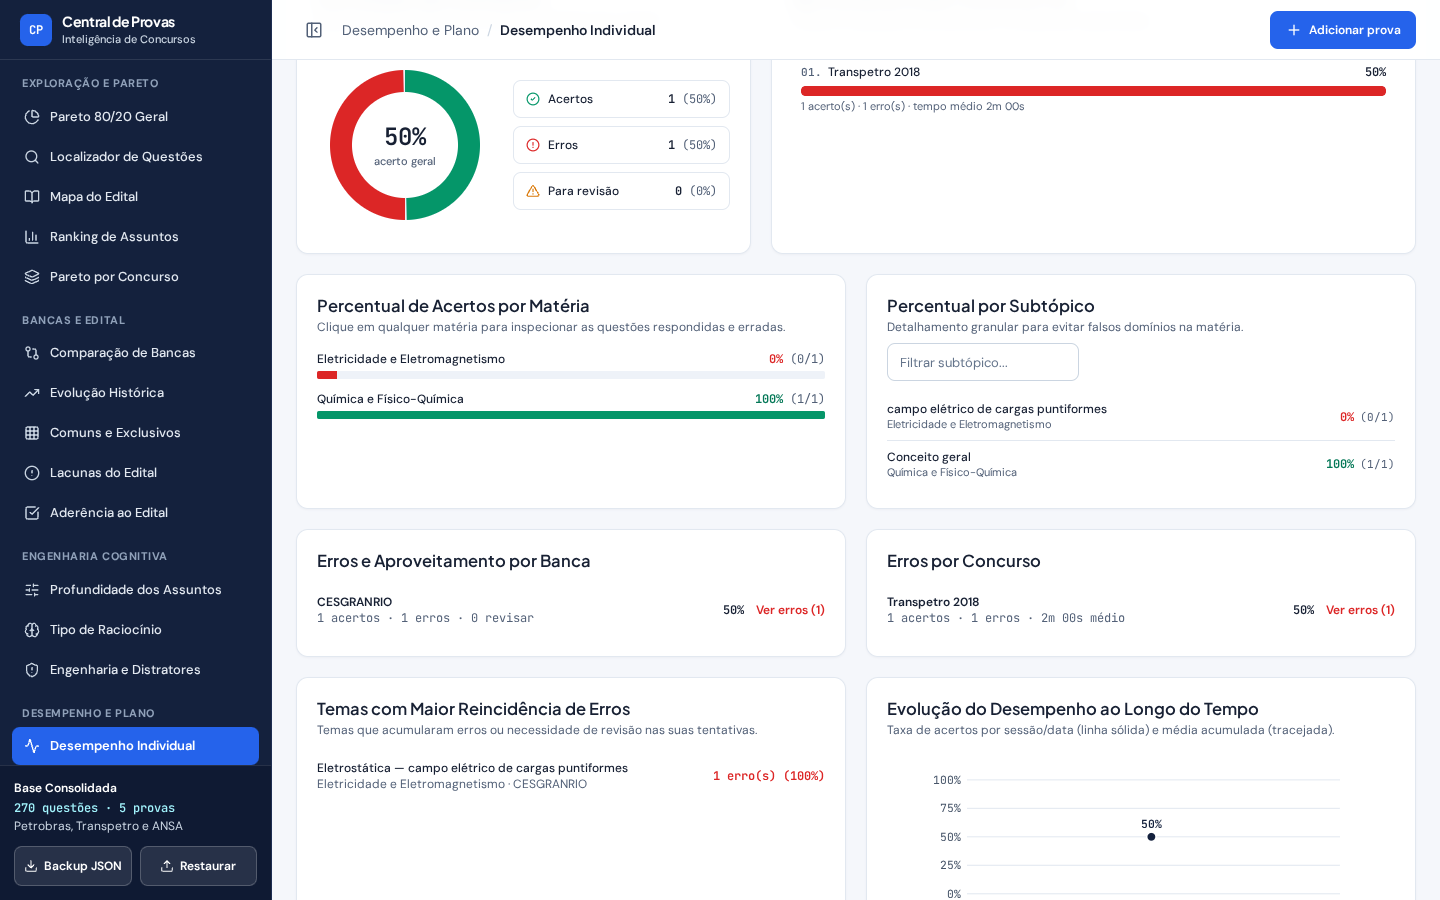 CP
Central de Provas
Inteligência de Concursos
EXPLORAÇÃO E PARETO
Pareto 80/20 Geral
Localizador de Questões
Mapa do Edital
Ranking de Assuntos
Pareto por Concurso
BANCAS E EDITAL
Comparação de Bancas
Evolução Histórica
Comuns e Exclusivos
Lacunas do Edital
Aderência ao Edital
ENGENHARIA COGNITIVA
Profundidade dos Assuntos
Tipo de Raciocínio
Engenharia e Distratores
DESEMPENHO E PLANO
Desempenho Individual
Base Consolidada
270 questões · 5 provas
Petrobras, Transpetro e ANSA
Backup JSON
Restaurar
Desempenho e Plano / Desempenho Individual
Adicionar prova
50%
acerto geral
Acertos 1 (50%)
Erros 1 (50%)
Para revisão 0 (0%)
01. Transpetro 2018 50%
1 acerto(s) · 1 erro(s) · tempo médio 2m 00s
Percentual de Acertos por Matéria
Clique em qualquer matéria para inspecionar as questões respondidas e erradas.
Eletricidade e Eletromagnetismo 0% (0/1)
Química e Físico-Química 100% (1/1)
Percentual por Subtópico
Detalhamento granular para evitar falsos domínios na matéria.
Filtrar subtópico...
campo elétrico de cargas puntiformes
Eletricidade e Eletromagnetismo
0% (0/1)
Conceito geral
Química e Físico-Química
100% (1/1)
Erros e Aproveitamento por Banca
CESGRANRIO
1 acertos · 1 erros · 0 revisar
50% Ver erros (1)
Erros por Concurso
Transpetro 2018
1 acertos · 1 erros · 2m 00s médio
50% Ver erros (1)
Temas com Maior Reincidência de Erros
Temas que acumularam erros ou necessidade de revisão nas suas tentativas.
Eletrostática — campo elétrico de cargas puntiformes
Eletricidade e Eletromagnetismo · CESGRANRIO
1 erro(s) (100%)
Evolução do Desempenho ao Longo do Tempo
Taxa de acertos por sessão/data (linha sólida) e média acumulada (tracejada).
100%
75%
50%
50%
25%
0%